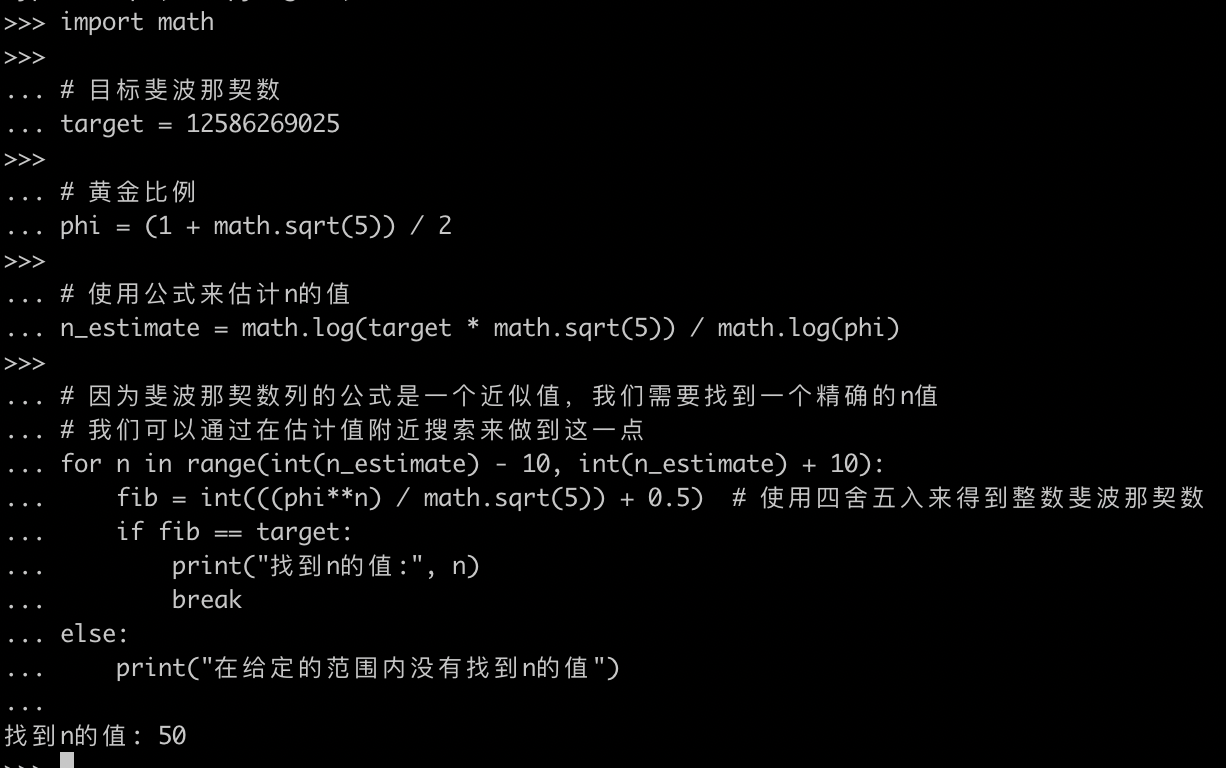 >>> import math
>>>
... # 目标斐波那契数
... target = 12586269025
>>>
... # 黄金比例
... phi = (1 + math.sqrt(5)) / 2
>>>
... # 使用公式来估计n的值
... n_estimate = math.log(target * math.sqrt(5)) / math.log(phi)
>>>
... # 因为斐波那契数列的公式是一个近似值，我们需要找到一个精确的n值
... # 我们可以通过在估计值附近搜索来做到这一点
... for n in range(int(n_estimate) - 10, int(n_estimate) + 10):
...     fib = int(((phi**n) / math.sqrt(5)) + 0.5)  # 使用四舍五入来得到整数斐波那契数
...     if fib == target:
...         print("找到n的值:", n)
...         break
... else:
...     print("在给定的范围内没有找到n的值")
...
找到n的值: 50
>>>